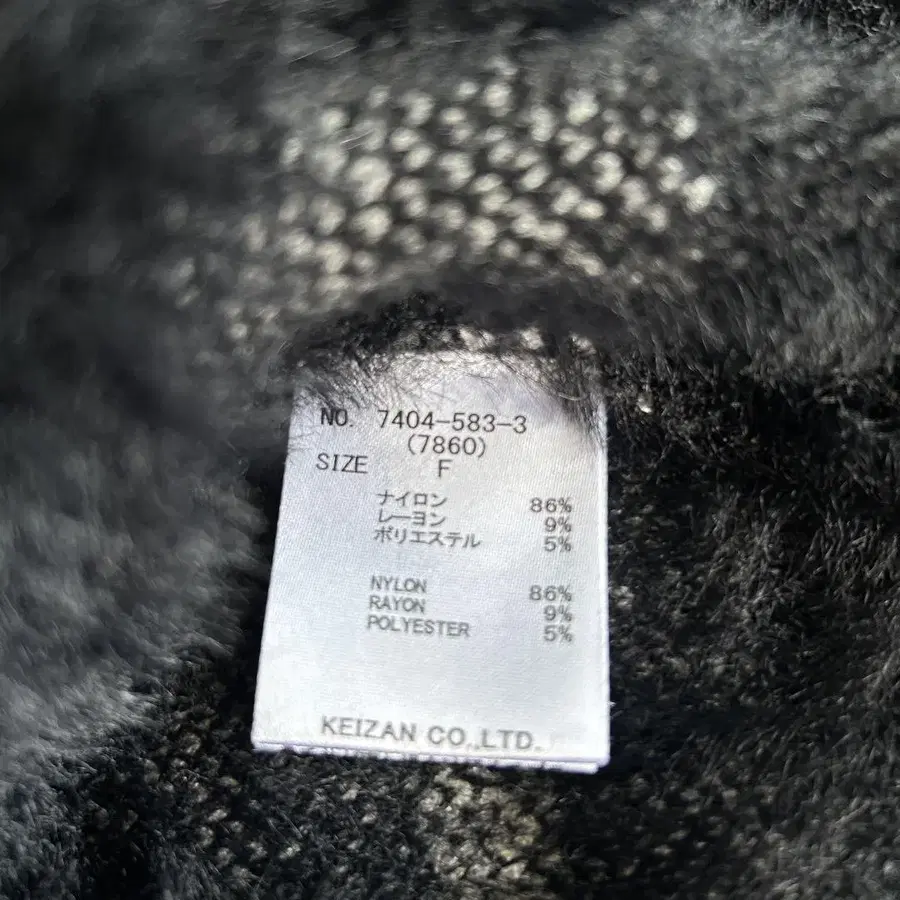 NO. 7404-583-3
(7860)
SIZE F
ナイロン 86%
レーヨン 9%
ポリエステル 5%
NYLON 86%
RAYON 9%
POLYESTER 5%
KEIZAN CO.,LTD.